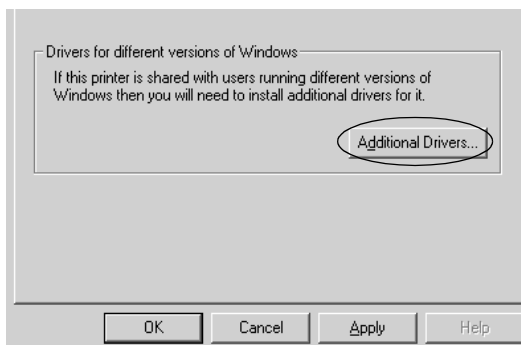 Drivers for different versions of Windows
If this printer is shared with users running different versions of
Windows then you will need to install additional drivers for it.
Additional Drivers...
OK
Cancel
Apply
Help